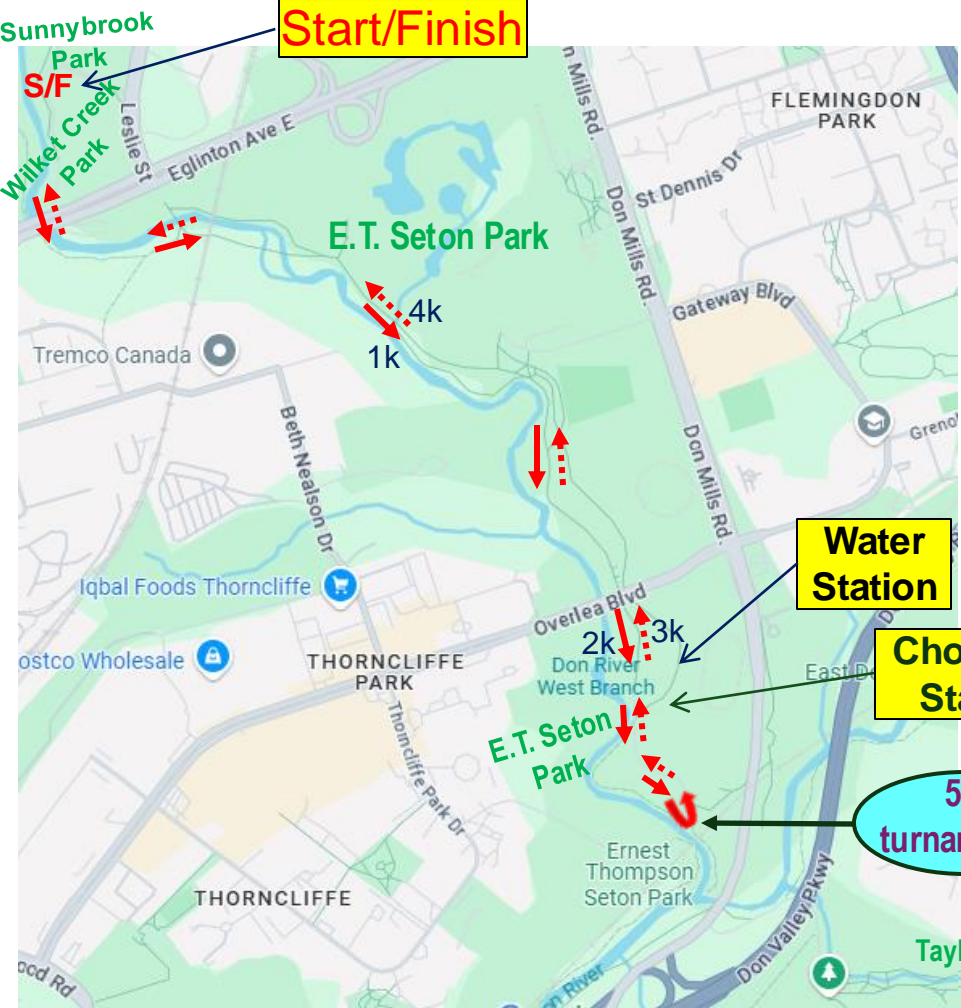 Sunnybrook
Park
Start/Finish
S/F
Wilket Creek
Park
Leslie St
Eglinton Ave E
Don Mills Rd.
FLEMINGDON
PARK
St Dennis Dr
Don Mills Rd.
E.T. Seton Park
Gateway Blvd
4k
1k
Tremco Canada
Beth Nealson Dr
Don Mills Rd.
Iqbal Foods Thorncliffe
Overlea Blvd
Water
Station
2k
3k
Don River
West Branch
THORNCLIFFE
PARK
E.T. Seton
Park
Thorncliffe Park Dr
turnar
5
Ernest
Thompson
Seton Park
THORNCLIFFE
Don Valley Pkwy